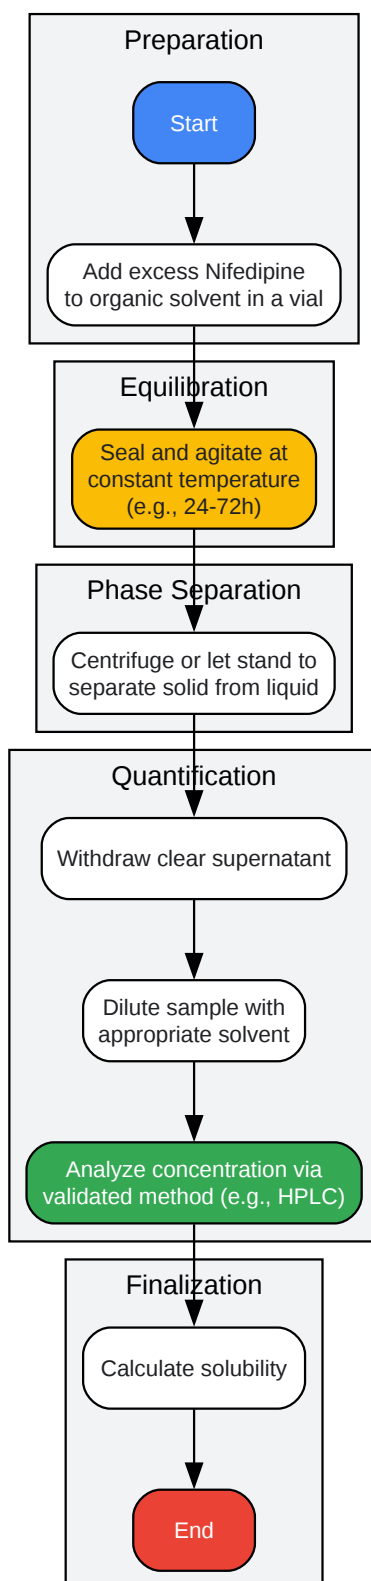 Preparation
Start
Add excess Nifedipine
to organic solvent in a vial
Equilibration
Seal and agitate at
constant temperature
(e.g., 24-72h)
Phase Separation
Centrifuge or let stand to
separate solid from liquid
Quantification
Withdraw clear supernatant
Dilute sample with
appropriate solvent
Analyze concentration via
validated method (e.g., HPLC)
Finalization
Calculate solubility
End